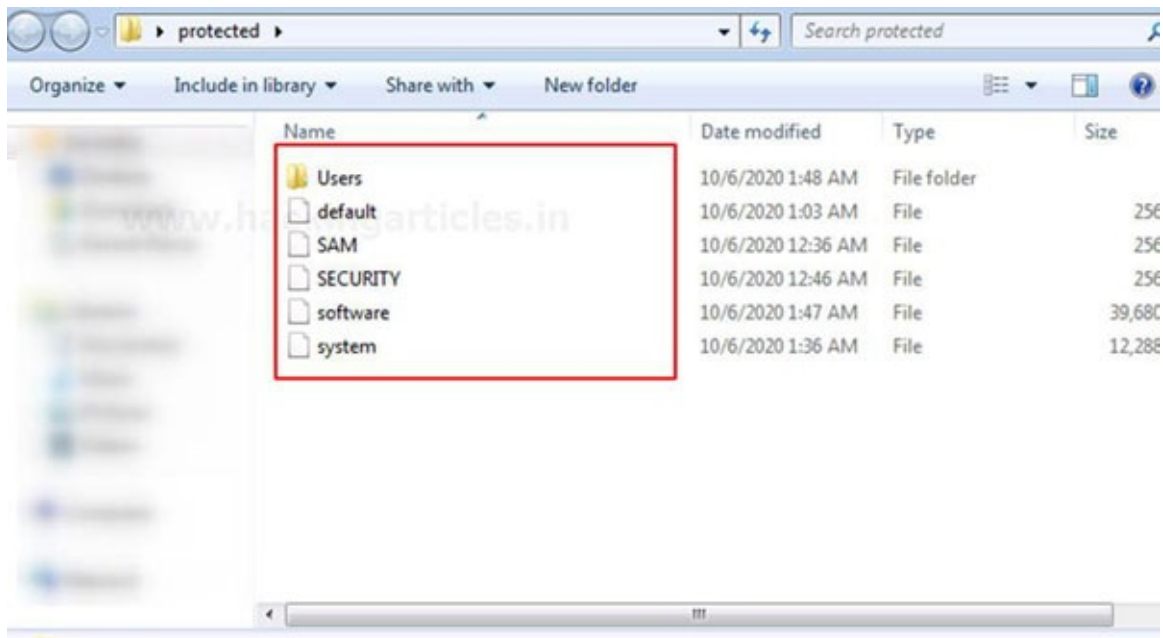 protected
Search protected
Organize Include in library Share with New folder
Name Date modified Type Size
Users 10/6/2020 1:48 AM File folder
default 10/6/2020 1:03 AM File 256
SAM 10/6/2020 12:36 AM File 256
SECURITY 10/6/2020 12:46 AM File 256
software 10/6/2020 1:47 AM File 39,680
system 10/6/2020 1:36 AM File 12,288
www.hackingarticles.in